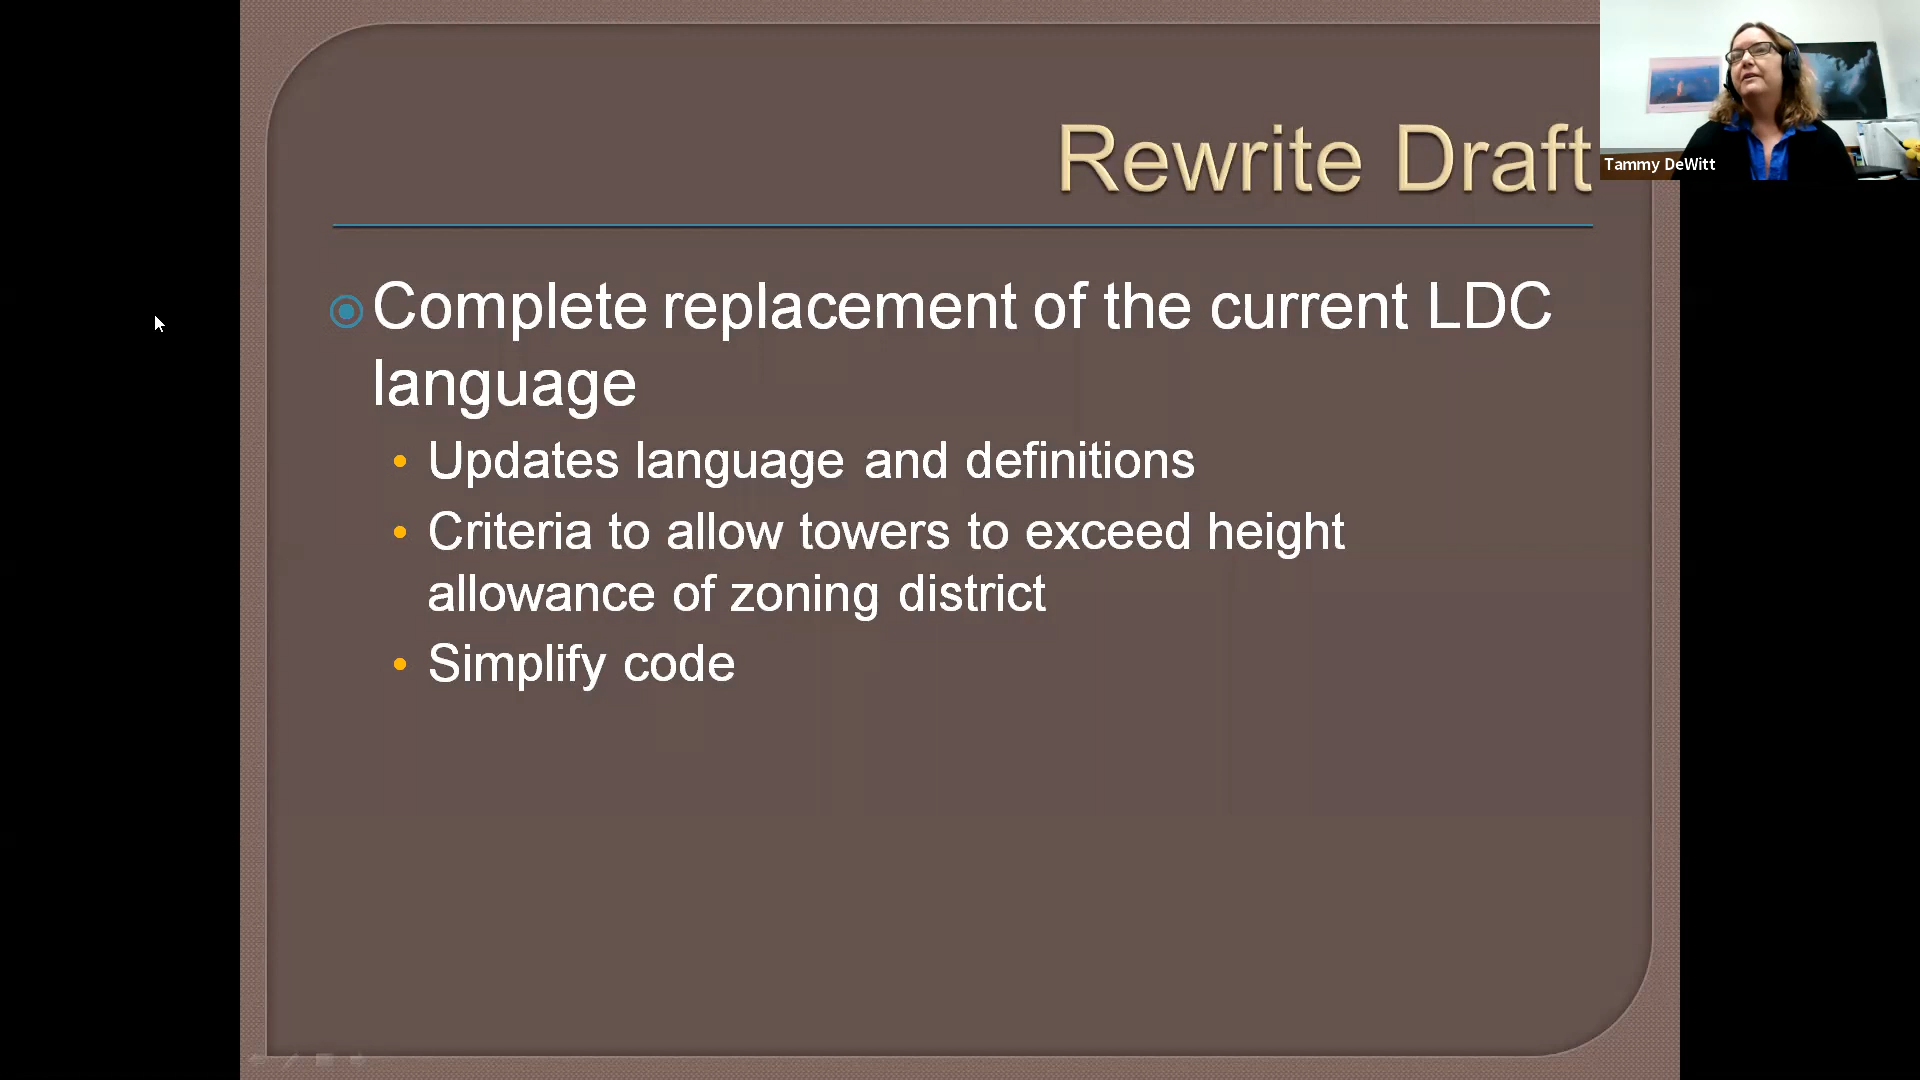 Rewrite Draft
Tammy DeWitt
Complete replacement of the current LDC
language
Updates language and definitions
Criteria to allow towers to exceed height
allowance of zoning district
Simplify code